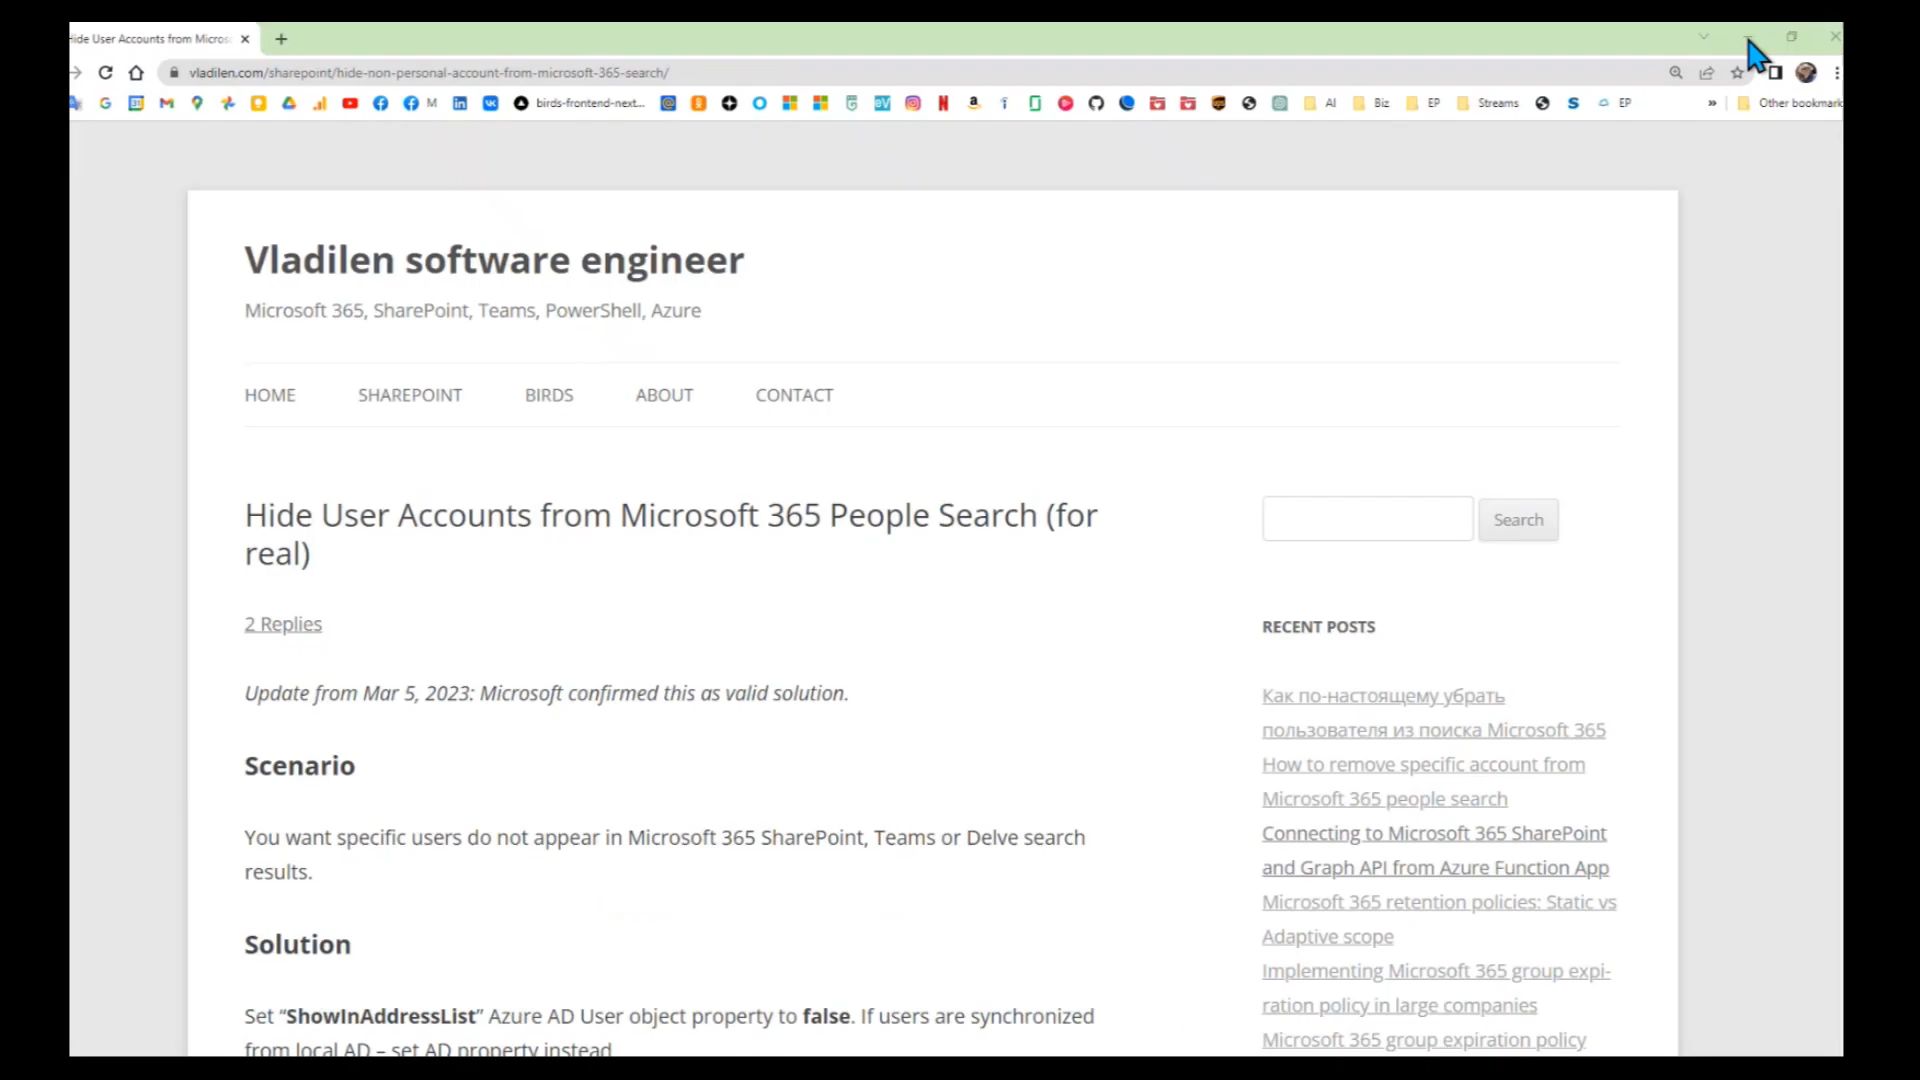 Hide User Accounts from Micros
vladilen.com/sharepoint/hide-non-personal-account-from-microsoft-365-search/
M
birds-frontend-next...
AI
Biz
EP
Streams
EP
»
Other bookmark
Vladilen software engineer
Microsoft 365, SharePoint, Teams, PowerShell, Azure
HOME
SHAREPOINT
BIRDS
ABOUT
CONTACT
Hide User Accounts from Microsoft 365 People Search (for
real)
2 Replies
Update from Mar 5, 2023: Microsoft confirmed this as valid solution.
Scenario
You want specific users do not appear in Microsoft 365 SharePoint, Teams or Delve search
results.
Solution
Set “ShowInAddressList” Azure AD User object property to false. If users are synchronized
from local AD – set AD property instead
Search
RECENT POSTS
Как по-настоящему убрать
пользователя из поиска Microsoft 365
How to remove specific account from
Microsoft 365 people search
Connecting to Microsoft 365 SharePoint
and Graph API from Azure Function App
Microsoft 365 retention policies: Static vs
Adaptive scope
Implementing Microsoft 365 group expi-
ration policy in large companies
Microsoft 365 group expiration policy